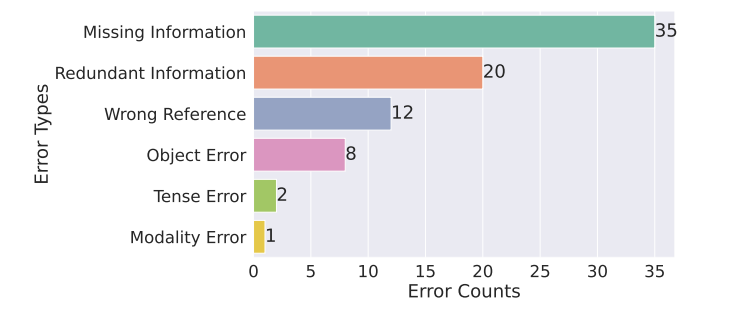 Error Types
Missing Information 35
Redundant Information 20
Wrong Reference 12
Object Error 8
Tense Error 2
Modality Error 1
0 5 10 15 20 25 30 35
Error Counts